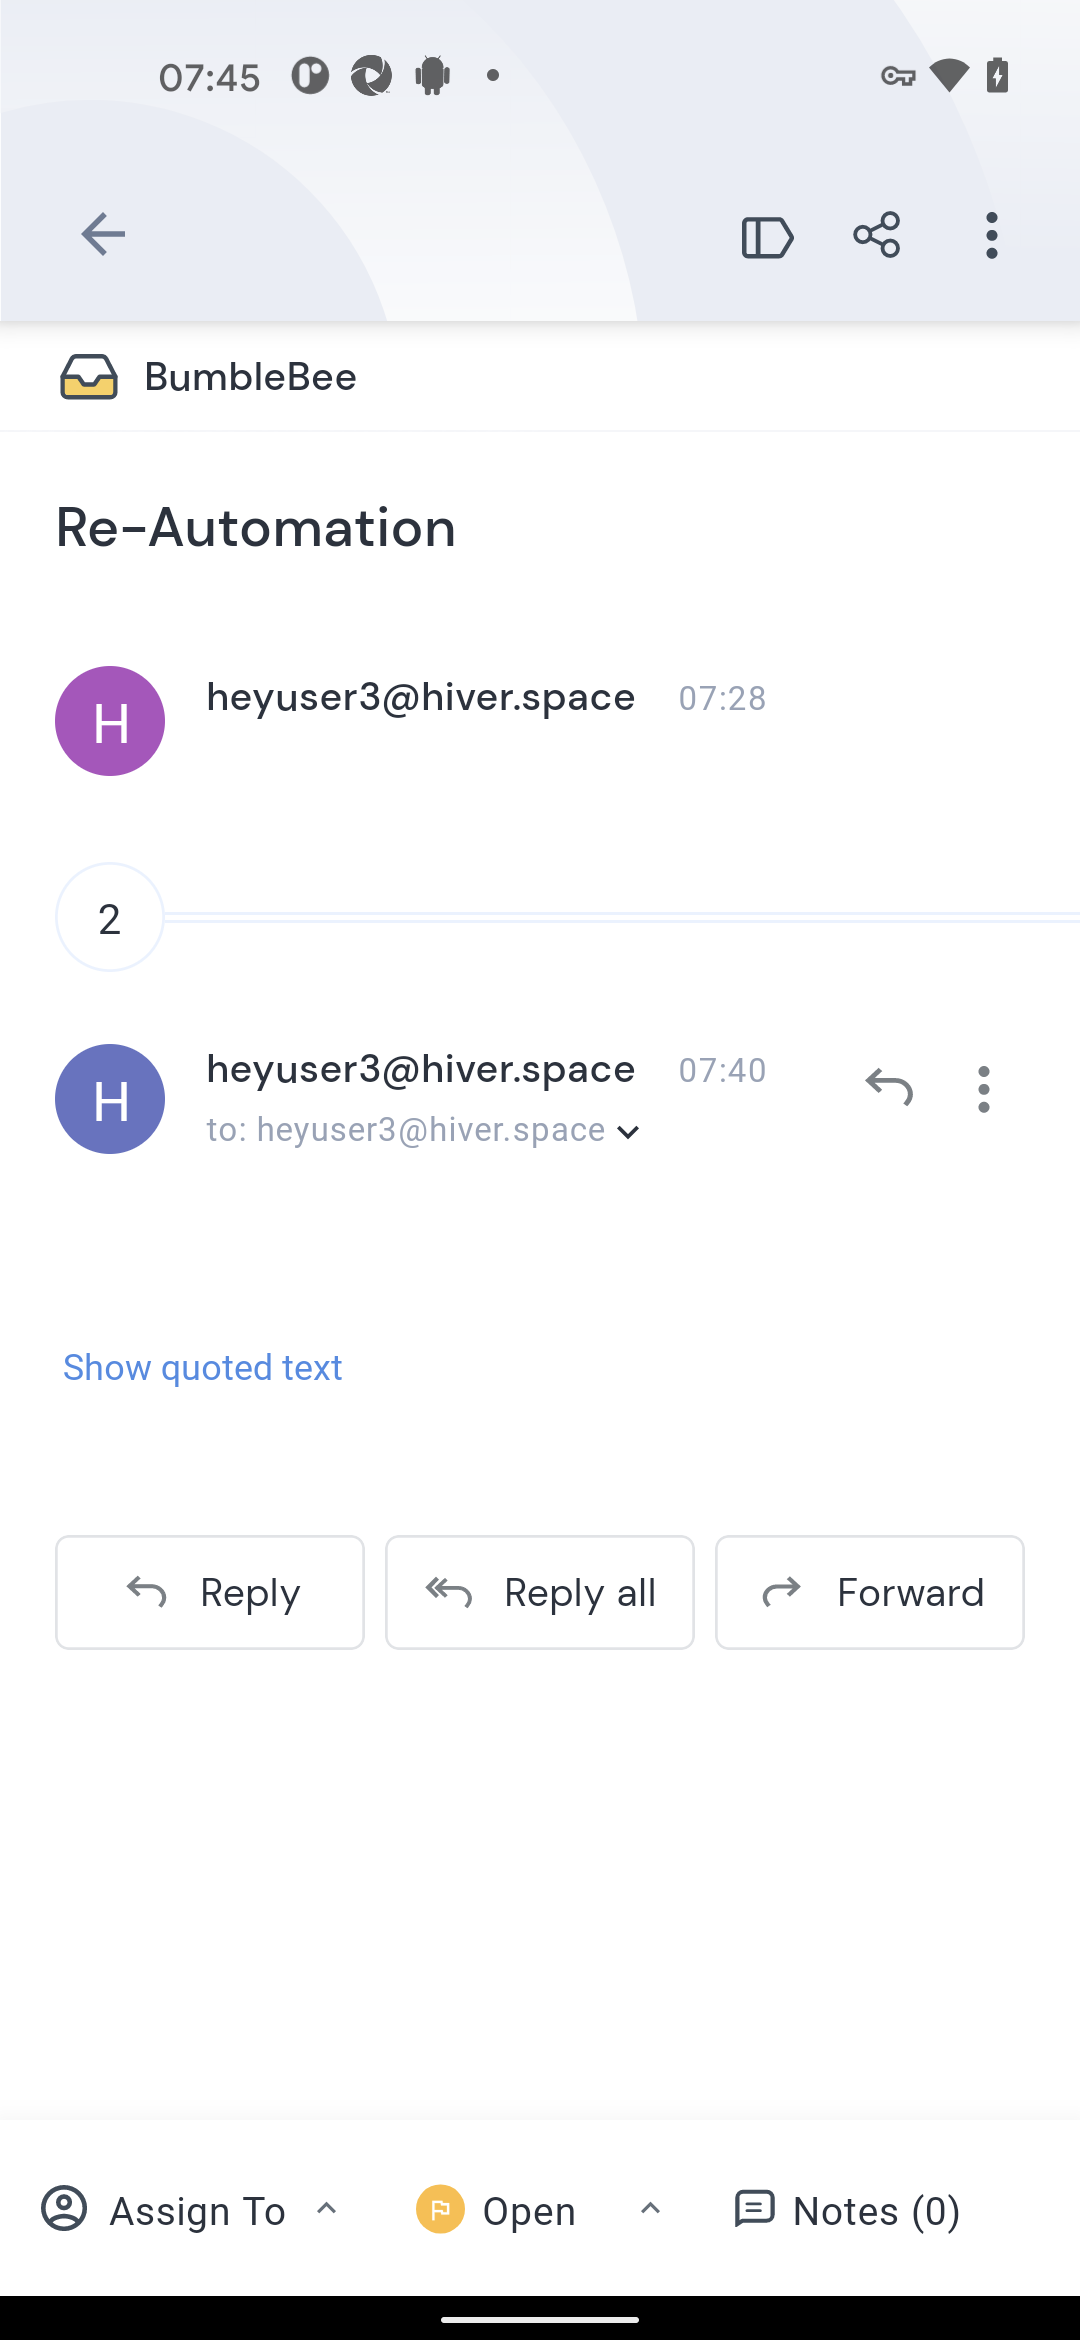 07:45
BumbleBee
Re-Automation
H heyuser3@hiver.space 07:28
2
H heyuser3@hiver.space 07:40
to: heyuser3@hiver.space
Show quoted text
Reply Reply all Forward
Assign To Open Notes (0)